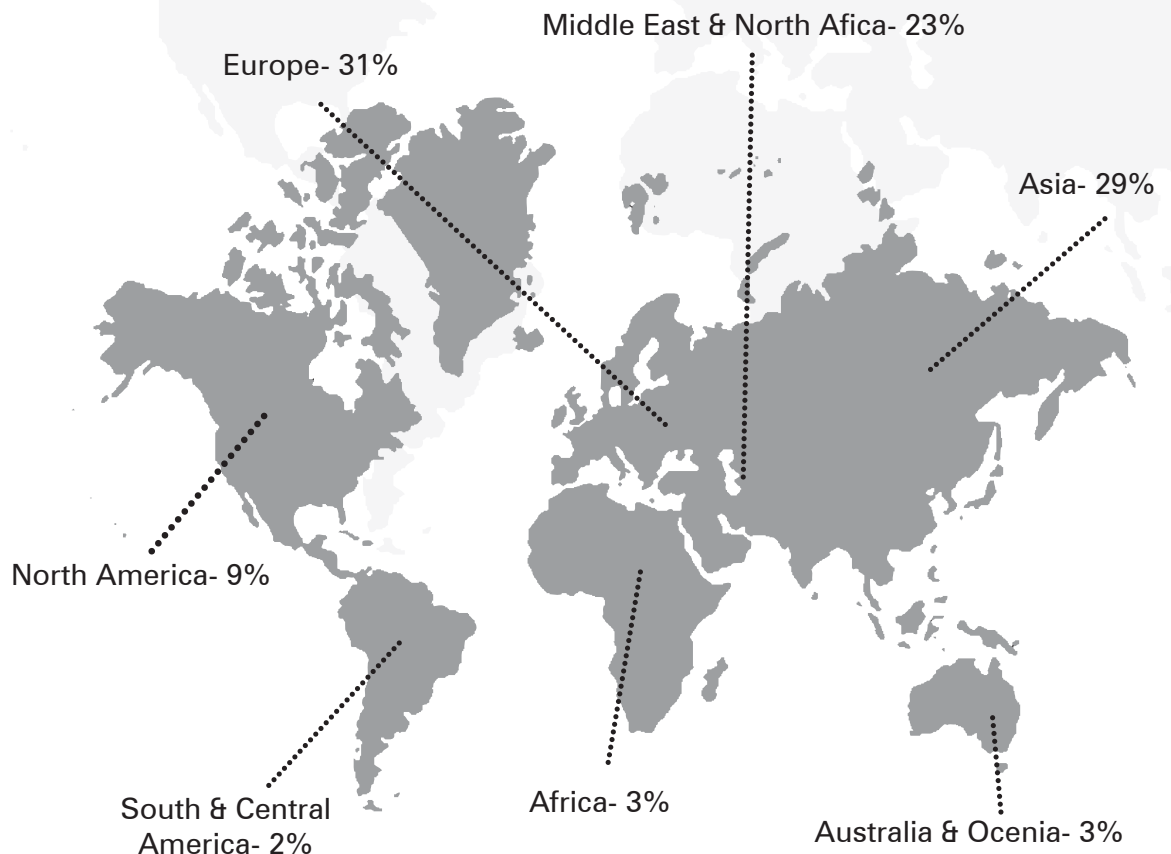 Middle East & North Afica- 23%
Europe- 31%
Asia- 29%
North America- 9%
South & Central
America- 2%
Africa- 3%
Australia & Ocenia- 3%